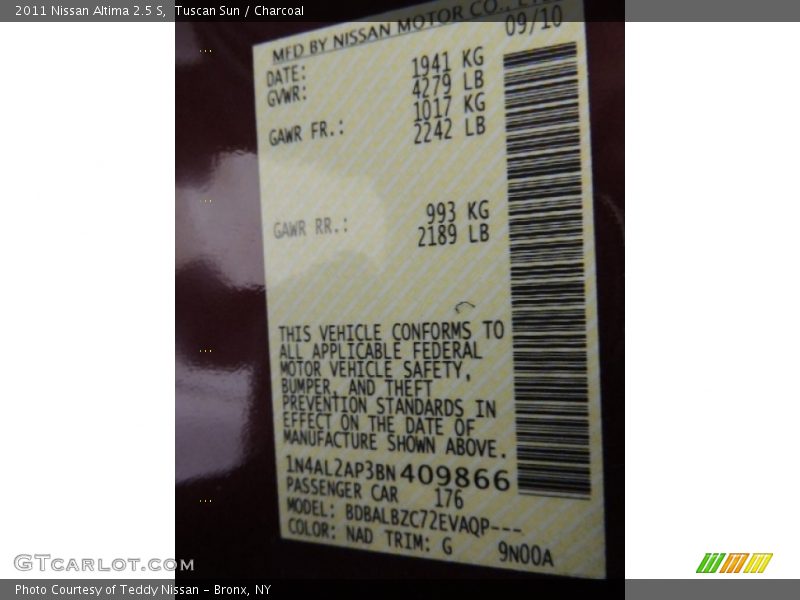 2011 Nissan Altima 2.5 S, Tuscan Sun / Charcoal
MFD BY NISSAN MOTOR CO.,
DATE: 09/10
GVWR: 1941 KG
4279 LB
GAWR FR.: 1017 KG
2242 LB
GAWR RR.: 993 KG
2189 LB
THIS VEHICLE CONFORMS TO
ALL APPLICABLE FEDERAL
MOTOR VEHICLE SAFETY,
BUMPER, AND THEFT
PREVENTION STANDARDS IN
EFFECT ON THE DATE OF
MANUFACTURE SHOWN ABOVE.
1N4AL2AP3BN409866
PASSENGER CAR 176
MODEL: BDBALBZC72EVAQP---
COLOR: NAD TRIM: G 9N00A
GTCarLot.com
Photo Courtesy of Teddy Nissan - Bronx, NY